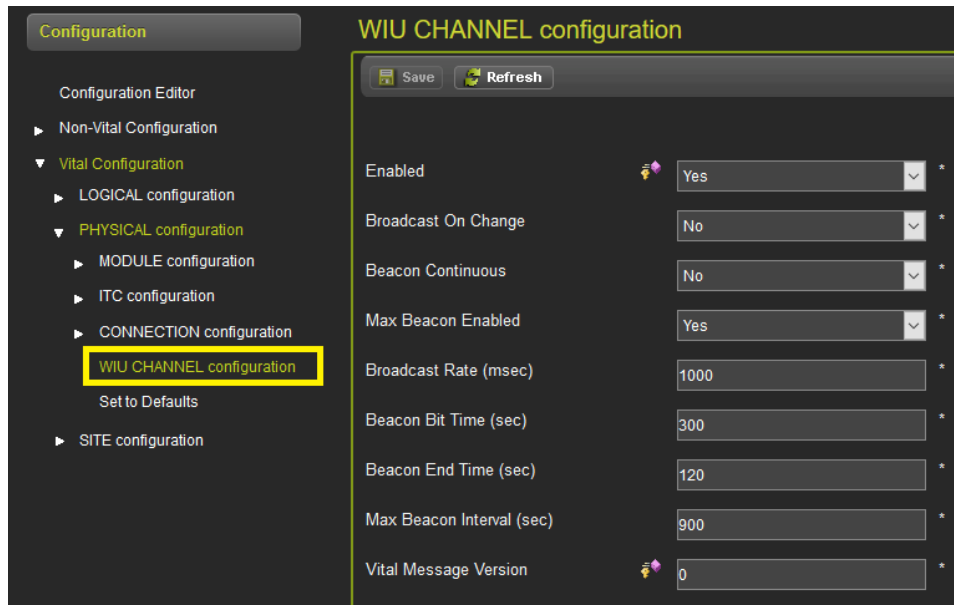 Configuration
Configuration Editor
Non-Vital Configuration
Vital Configuration
LOGICAL configuration
PHYSICAL configuration
MODULE configuration
ITC configuration
CONNECTION configuration
WIU CHANNEL configuration
Set to Defaults
SITE configuration
WIU CHANNEL configuration
Save Refresh
Enabled Yes *
Broadcast On Change No *
Beacon Continuous No *
Max Beacon Enabled Yes *
Broadcast Rate (msec) 1000 *
Beacon Bit Time (sec) 300 *
Beacon End Time (sec) 120 *
Max Beacon Interval (sec) 900 *
Vital Message Version 0 *